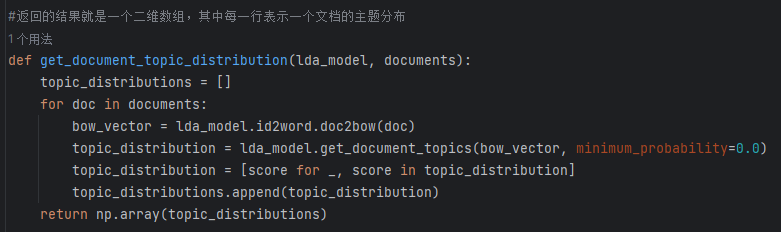 #返回的结果就是一个二维数组，其中每一行表示一个文档的主题分布
1个用法
def get_document_topic_distribution(lda_model, documents):
    topic_distributions = []
    for doc in documents:
        bow_vector = lda_model.id2word.doc2bow(doc)
        topic_distribution = lda_model.get_document_topics(bow_vector, minimum_probability=0.0)
        topic_distribution = [score for _, score in topic_distribution]
        topic_distributions.append(topic_distribution)
    return np.array(topic_distributions)